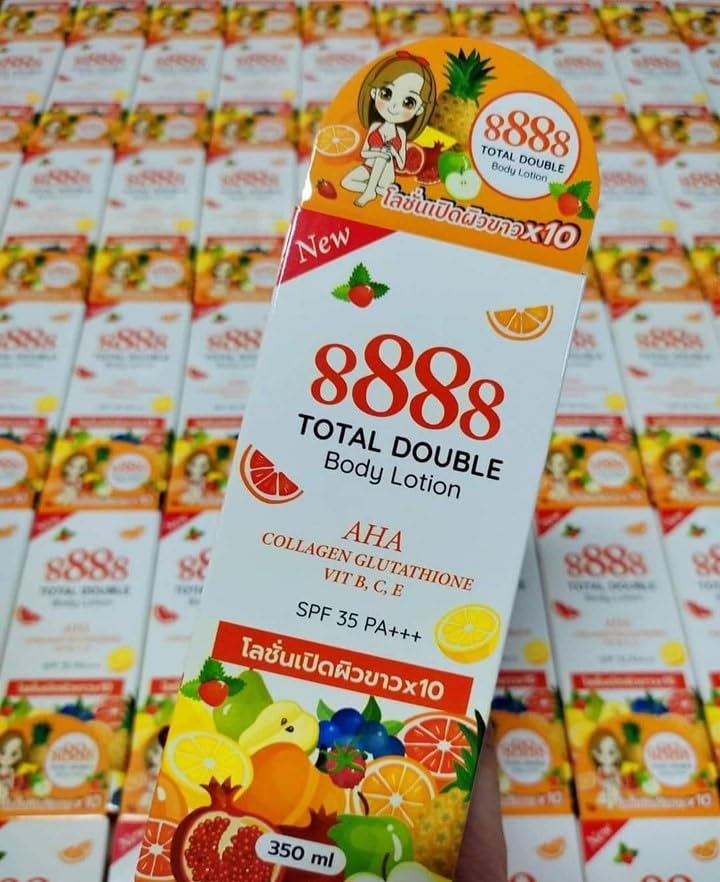 8888
TOTAL DOUBLE
Body Lotion
โลชั่นเปิดผิวขาวx10
New
8888
TOTAL DOUBLE
Body Lotion
AHA
COLLAGEN GLUTATHIONE
VIT B, C, E
SPF 35 PA+++
โลชั่นเปิดผิวขาวx10
350 ml